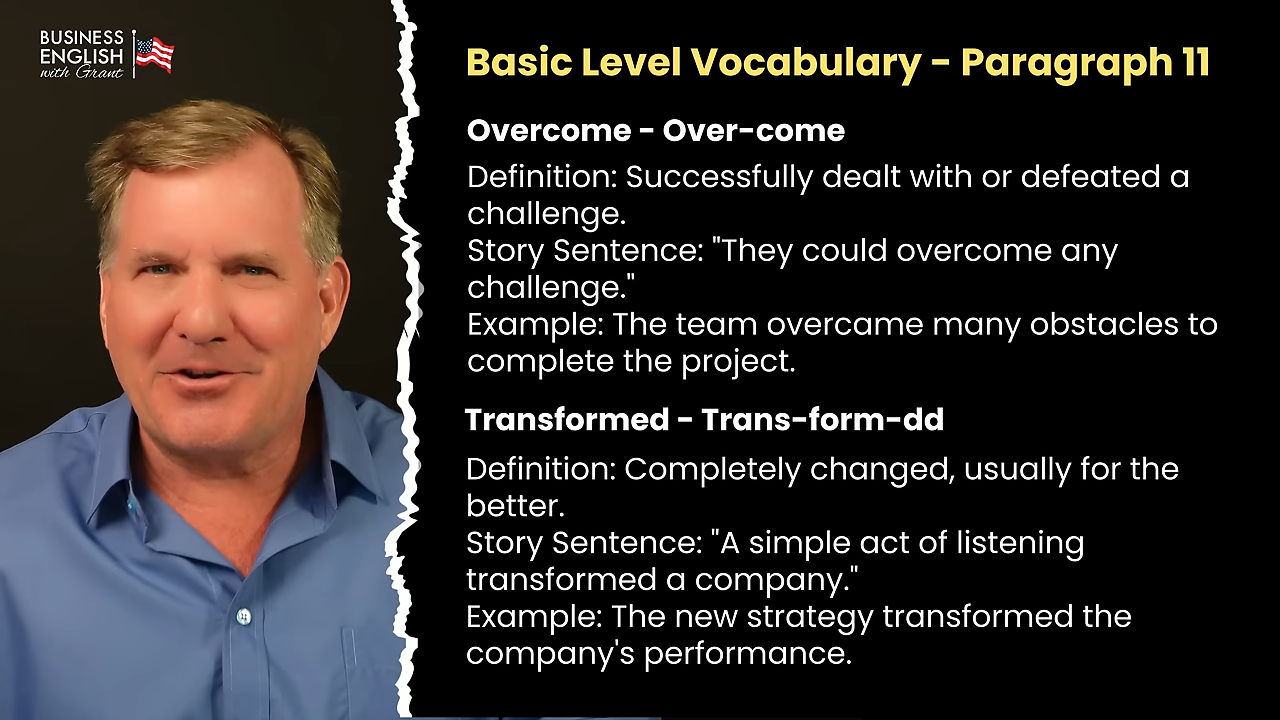 BUSINESS
ENGLISH
with Grant
Basic Level Vocabulary - Paragraph 11
Overcome - Over-come
Definition: Successfully dealt with or defeated a
challenge.
Story Sentence: "They could overcome any
challenge."
Example: The team overcame many obstacles to
complete the project.
Transformed - Trans-form-dd
Definition: Completely changed, usually for the
better.
Story Sentence: "A simple act of listening
transformed a company."
Example: The new strategy transformed the
company's performance.